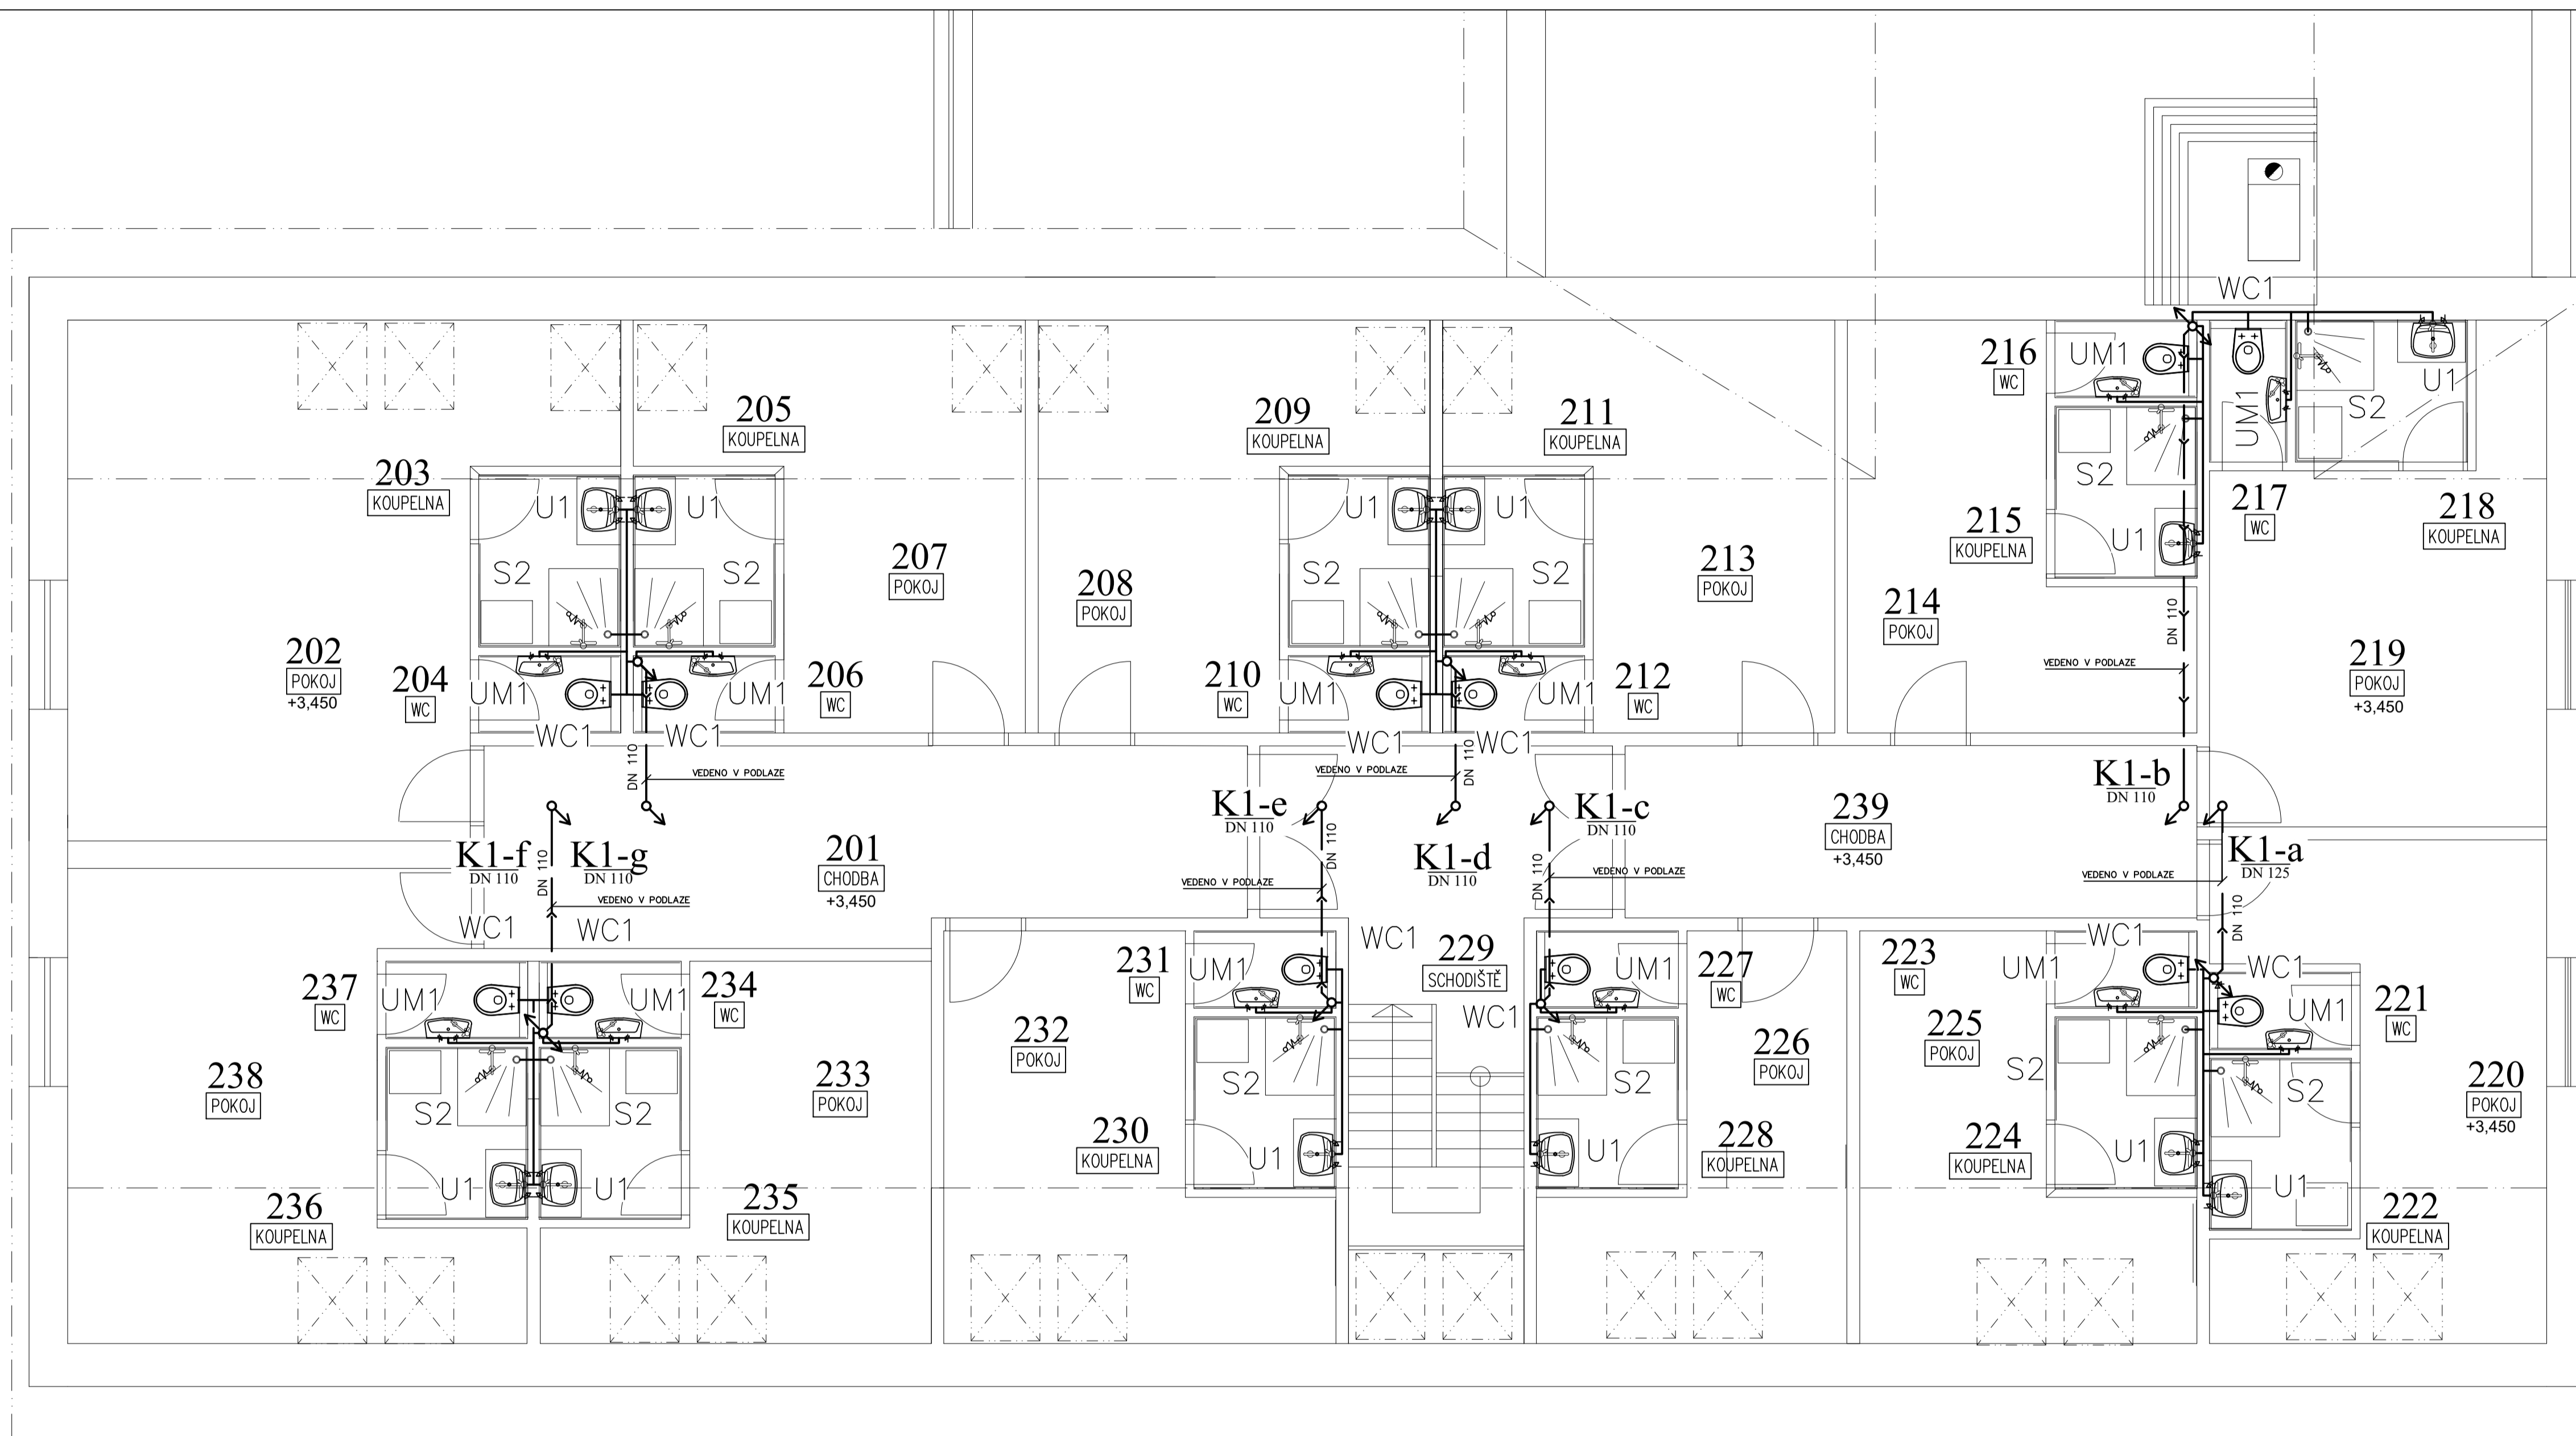 WC1
216
WC
UM1
UM1
U1
S2
205
KOUPELNA
209
KOUPELNA
211
KOUPELNA
203
KOUPELNA
U1
U1
U1
U1
S2
217
WC
218
KOUPELNA
215
KOUPELNA
U1
S2
S2
S2
S2
207
POKOJ
208
POKOJ
213
POKOJ
214
POKOJ
DN 110
VEDENO V PODLAZE
202
POKOJ
+3,450
204
WC
UM1
UM1
206
WC
210
WC
UM1
UM1
212
WC
219
POKOJ
+3,450
WC1
WC1
WC1
WC1
DN 110
VEDENO V PODLAZE
VEDENO V PODLAZE
DN 110
K1-e
DN 110
K1-c
DN 110
K1-b
DN 110
239
CHODBA
+3,450
K1-f
DN 110
DN 110
K1-g
DN 110
201
CHODBA
+3,450
DN 110
K1-d
DN 110
DN 110
K1-a
DN 125
VEDENO V PODLAZE
VEDENO V PODLAZE
VEDENO V PODLAZE
VEDENO V PODLAZE
DN 110
WC1
WC1
WC1
229
SCHODIŠTĚ
WC1
WC1
WC1
237
WC
UM1
UM1
234
WC
231
WC
UM1
UM1
227
WC
223
WC
UM1
UM1
221
WC
232
POKOJ
226
POKOJ
225
POKOJ
238
POKOJ
S2
S2
233
POKOJ
S2
S2
S2
S2
220
POKOJ
+3,450
230
KOUPELNA
U1
U1
228
KOUPELNA
224
KOUPELNA
U1
U1
236
KOUPELNA
U1
U1
235
KOUPELNA
222
KOUPELNA